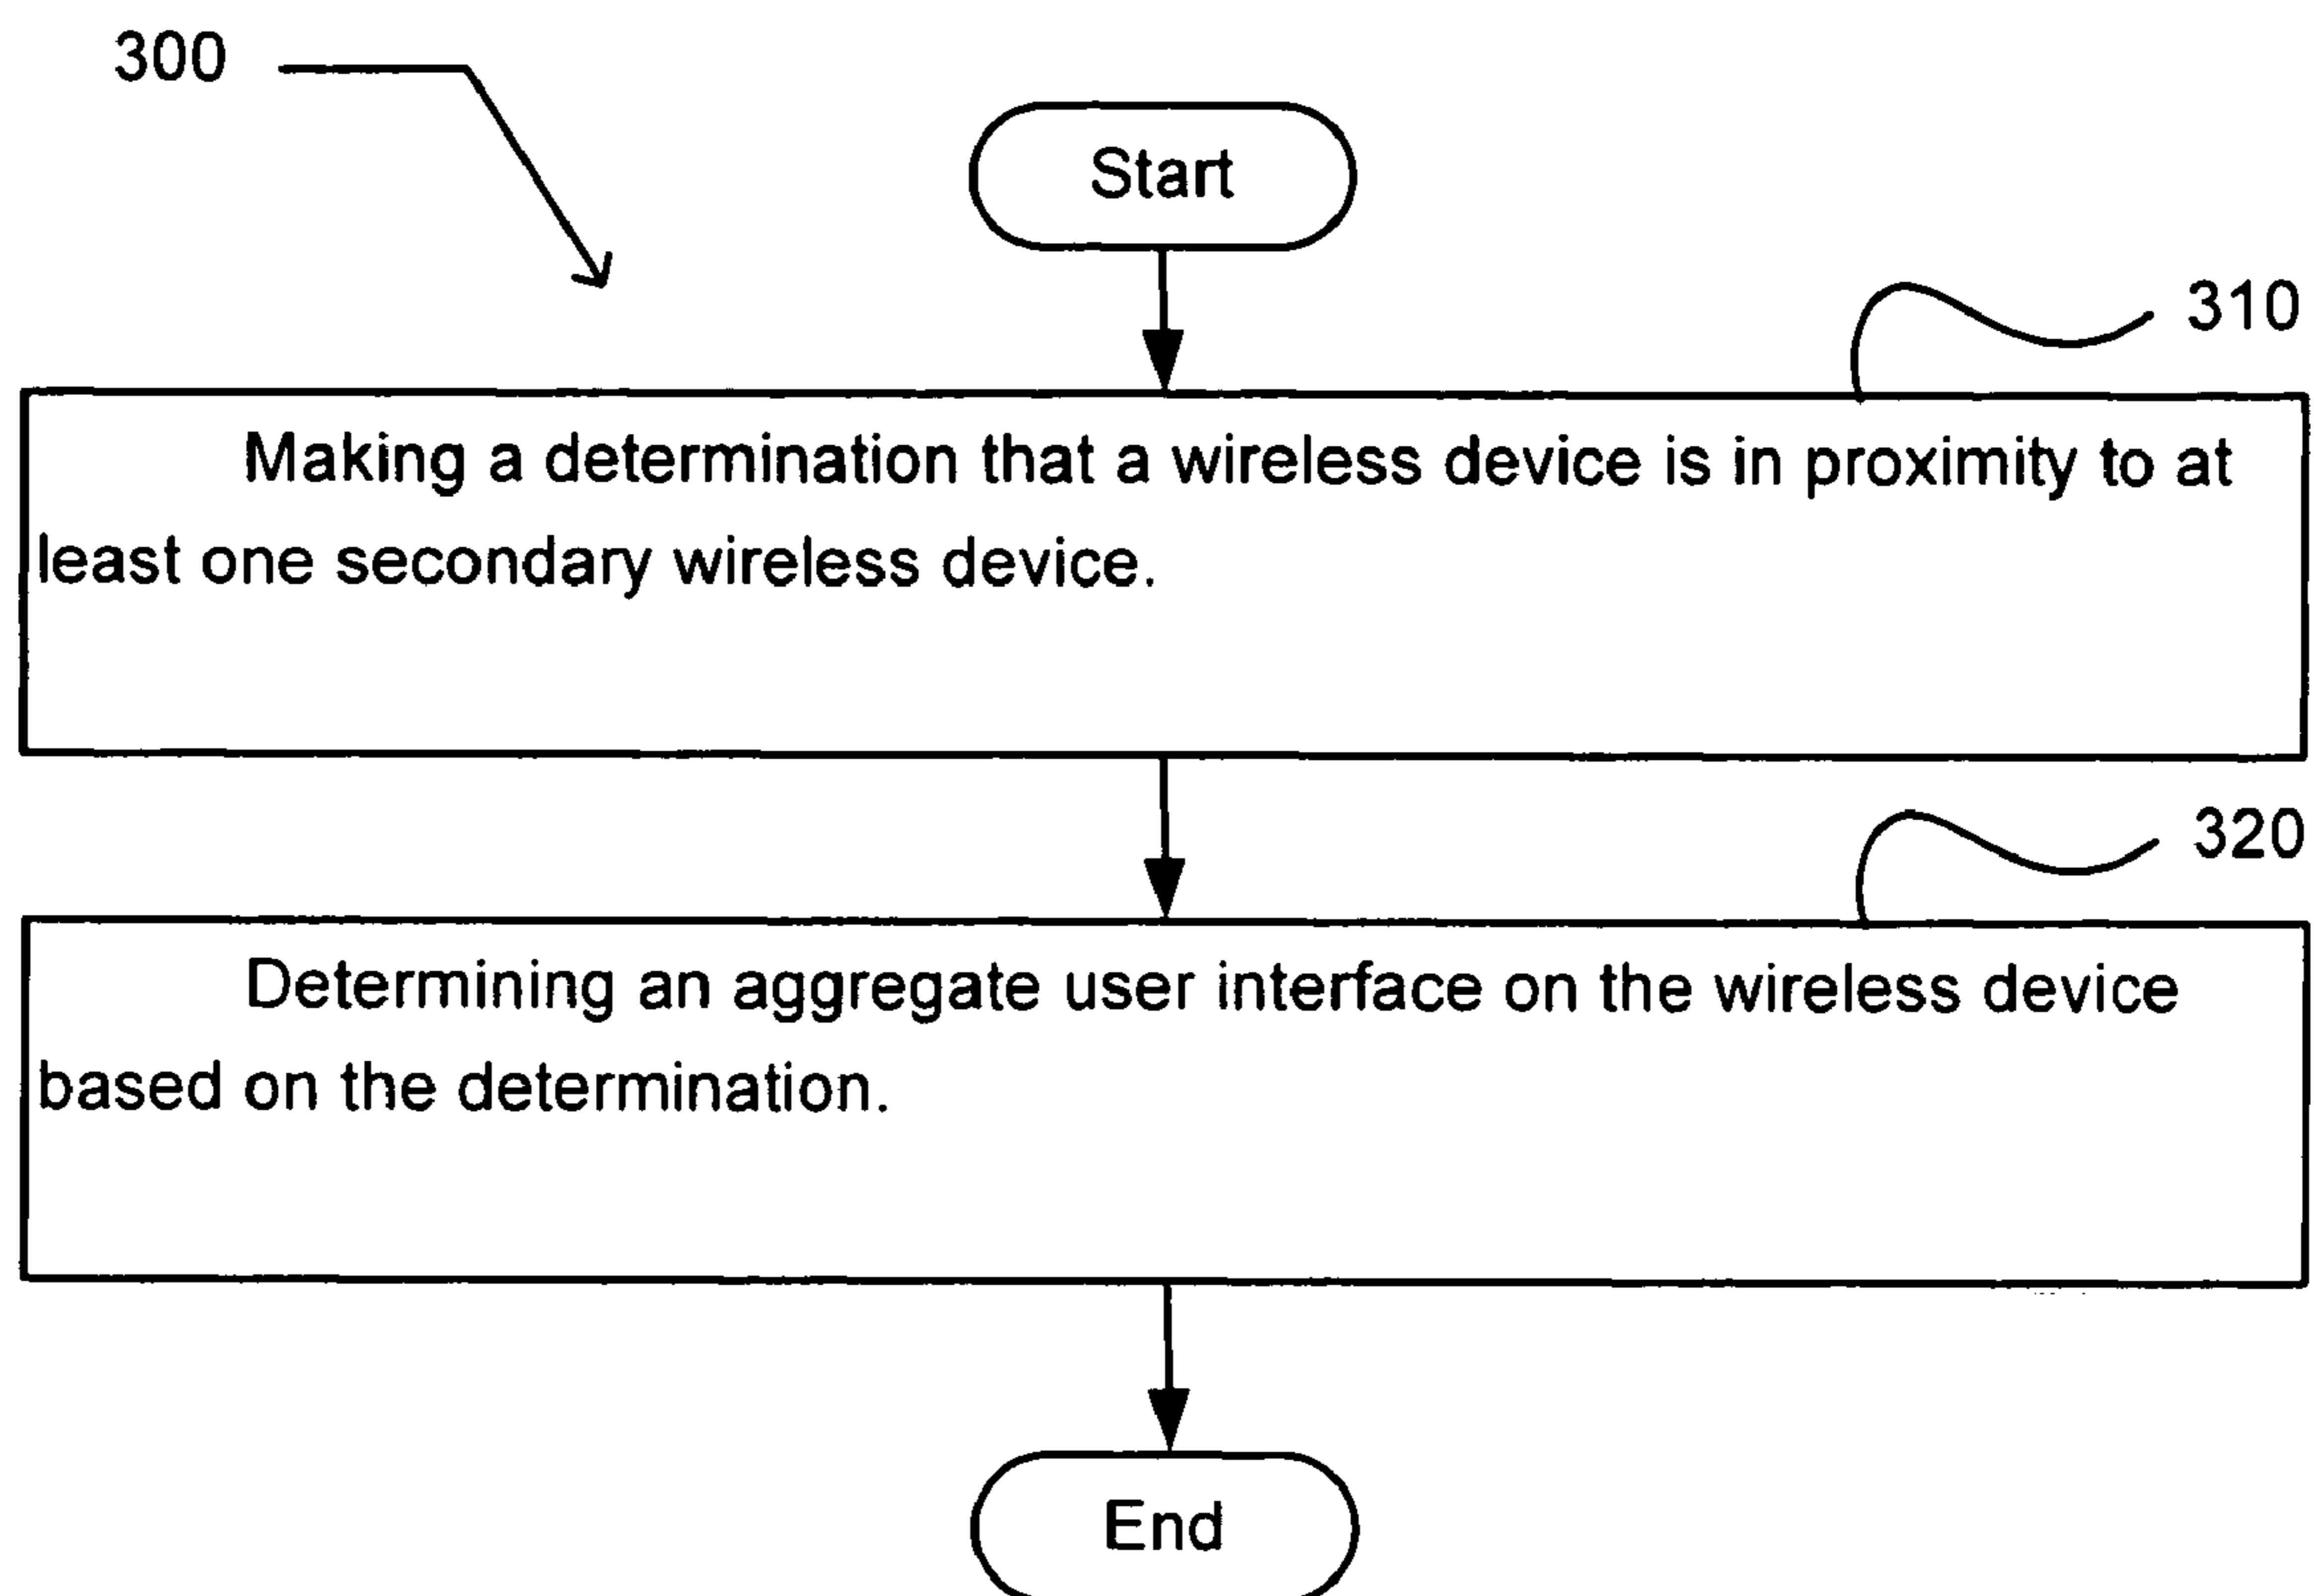 300
Start
310
Making a determination that a wireless device is in proximity to at
least one secondary wireless device.
320
Determining an aggregate user interface on the wireless device
based on the determination.
End